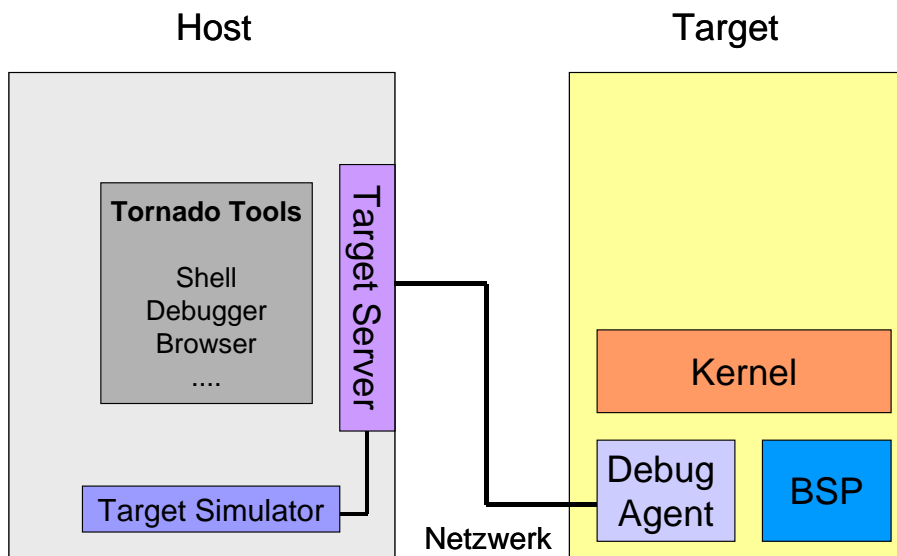 Host
Target
Tornado Tools
Shell
Debugger
Browser
....
Target Server
Target Simulator
Kernel
Debug
Agent
BSP
Netzwerk